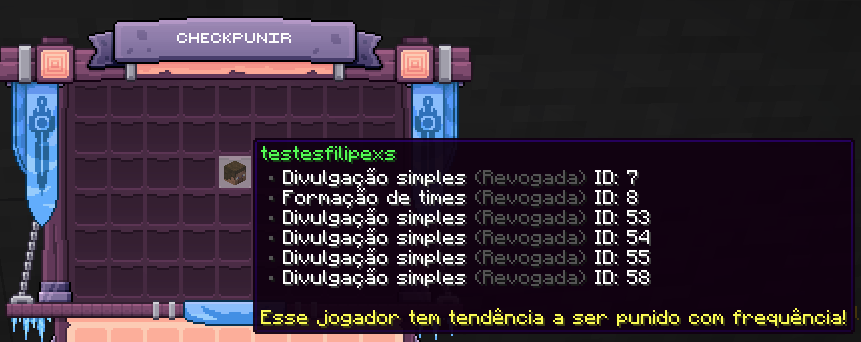 CHECKPUNIR
testesfilipexs
• Divulgação simples (Revogada) ID: 7
• Formação de times (Revogada) ID: 8
• Divulgação simples (Revogada) ID: 53
• Divulgação simples (Revogada) ID: 54
• Divulgação simples (Revogada) ID: 55
• Divulgação simples (Revogada) ID: 58
Esse jogador tem tendência a ser punido com frequência!